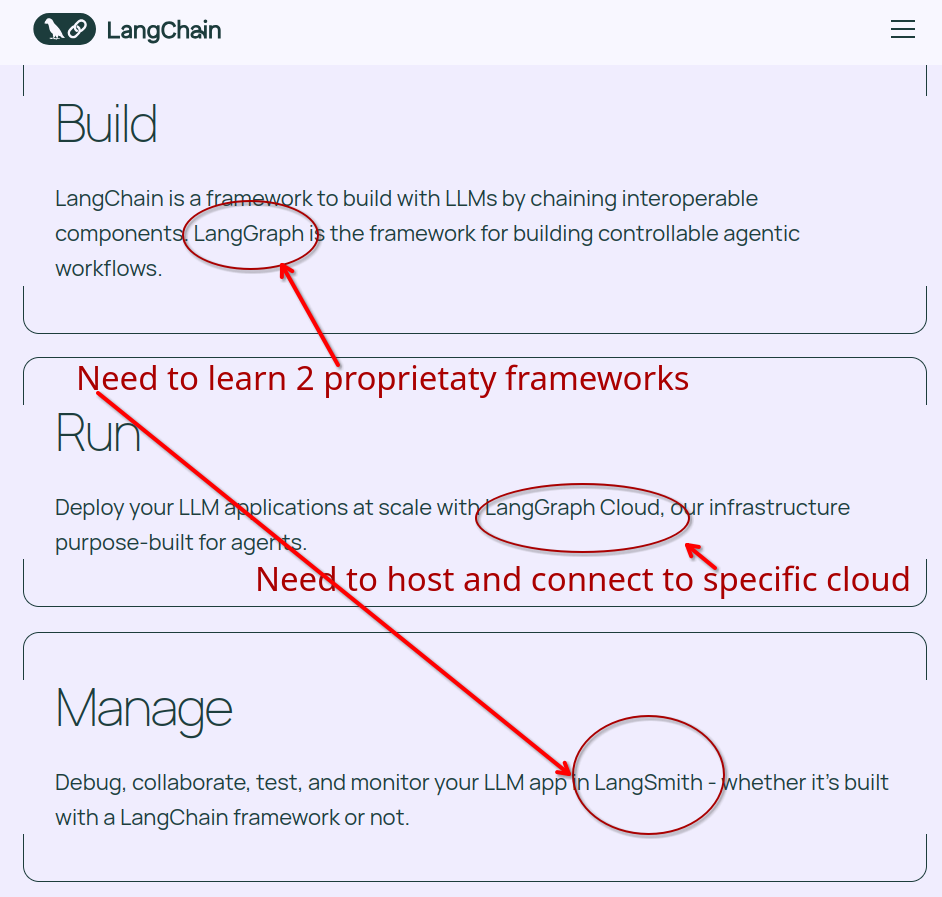 LangChain
Build
LangChain is a framework to build with LLMs by chaining interoperable
components. LangGraph is the framework for building controllable agentic
workflows.
Need to learn 2 proprietaty frameworks
Run
Deploy your LLM applications at scale with LangGraph Cloud, our infrastructure
purpose-built for agents.
Need to host and connect to specific cloud
Manage
Debug, collaborate, test, and monitor your LLM app in LangSmith - whether it's built
with a LangChain framework or not.